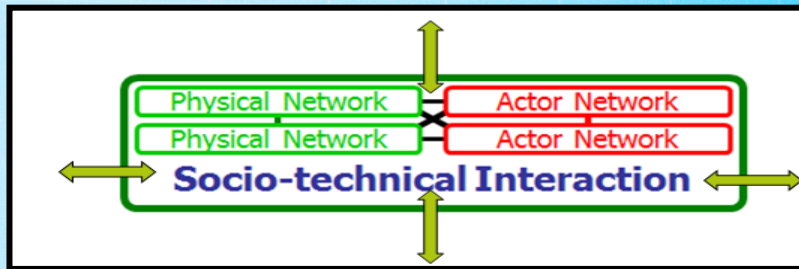 Physical Network Actor Network
Physical Network Actor Network
Socio-technical Interaction